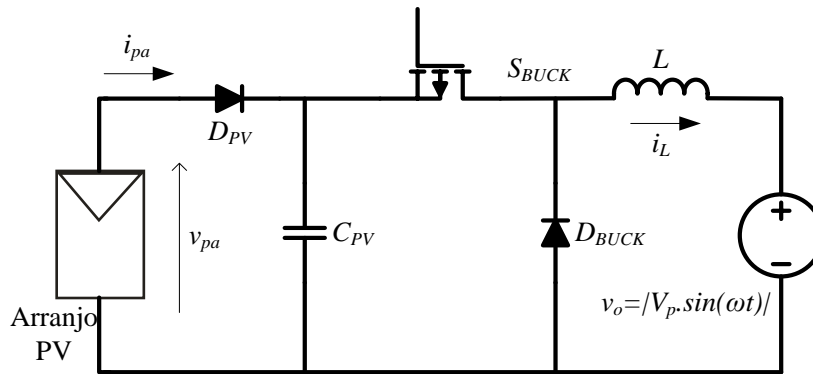 i_pa
S_BUCK
L
D_PV
i_L
v_pa
C_PV
D_BUCK
+
−
v_o=|V_p.sin(ωt)|
Arranjo
PV